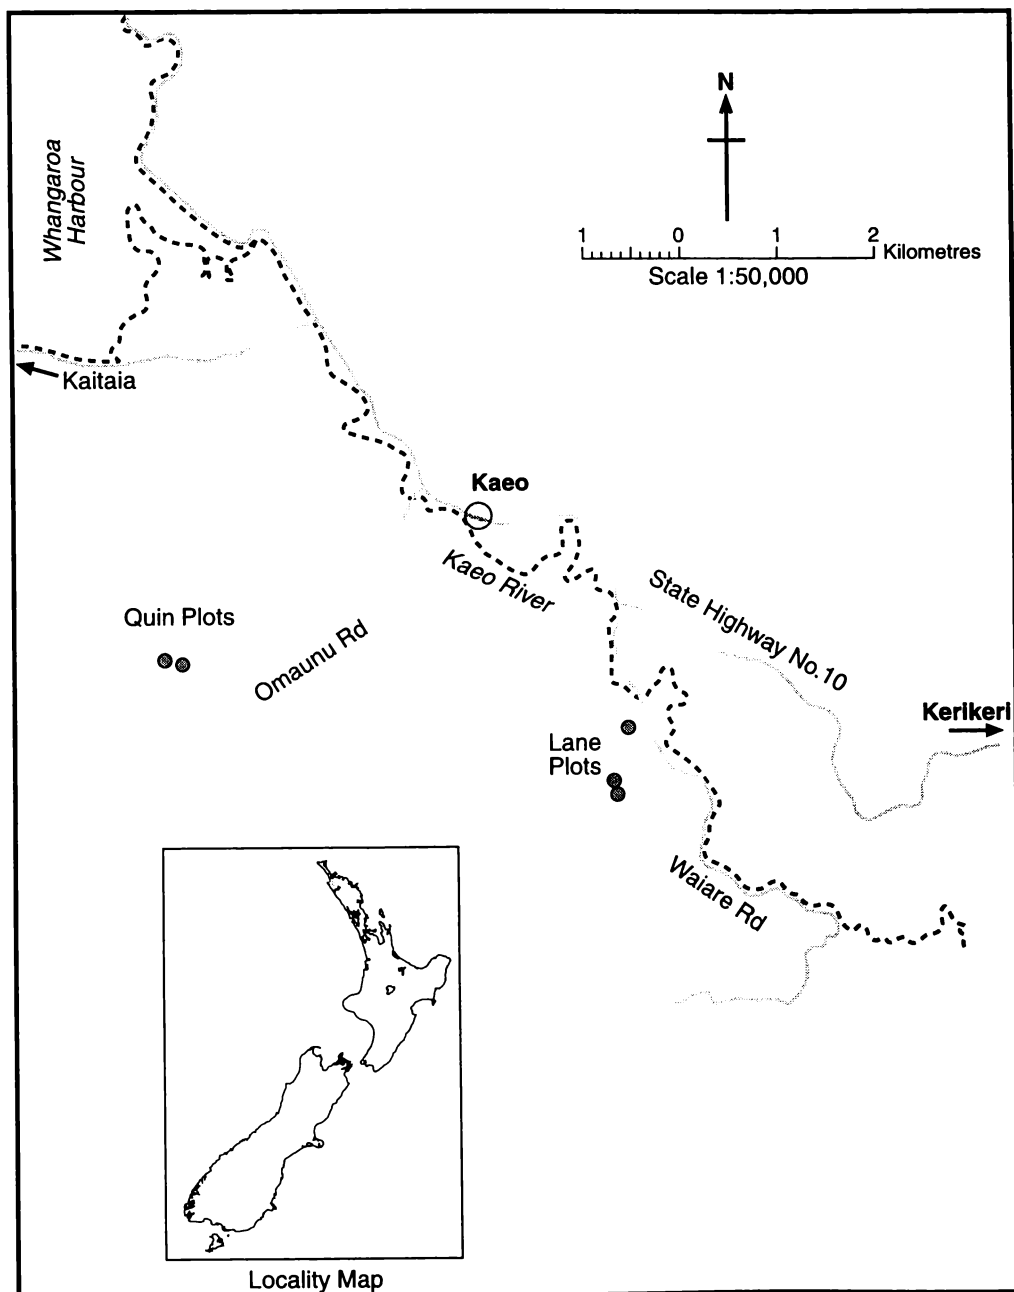 N
Whangaroa
Harbour
1 0 1 2 Kilometres
Scale 1:50,000
Kaitaia
Kaeo
Kaeo River
State Highway No.10
Quin Plots
Omaunu Rd
Kerikeri
Lane
Plots
Waiare Rd
Locality Map